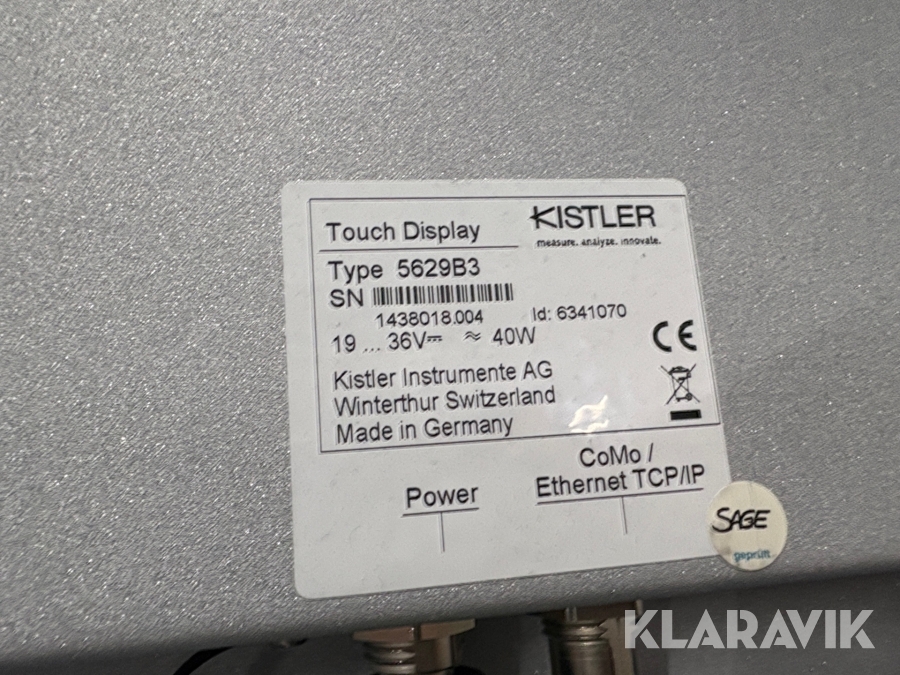 Touch Display
KISTLER
measure. analyze. innovate.
Type 5629B3
SN
1438018.004 Id: 6341070
19 ... 36V⎓ ≈ 40W
CE
Kistler Instrumente AG
Winterthur Switzerland
Made in Germany
Power
CoMo /
Ethernet TCP/IP
SAGE
geprüft
KLARAVIK